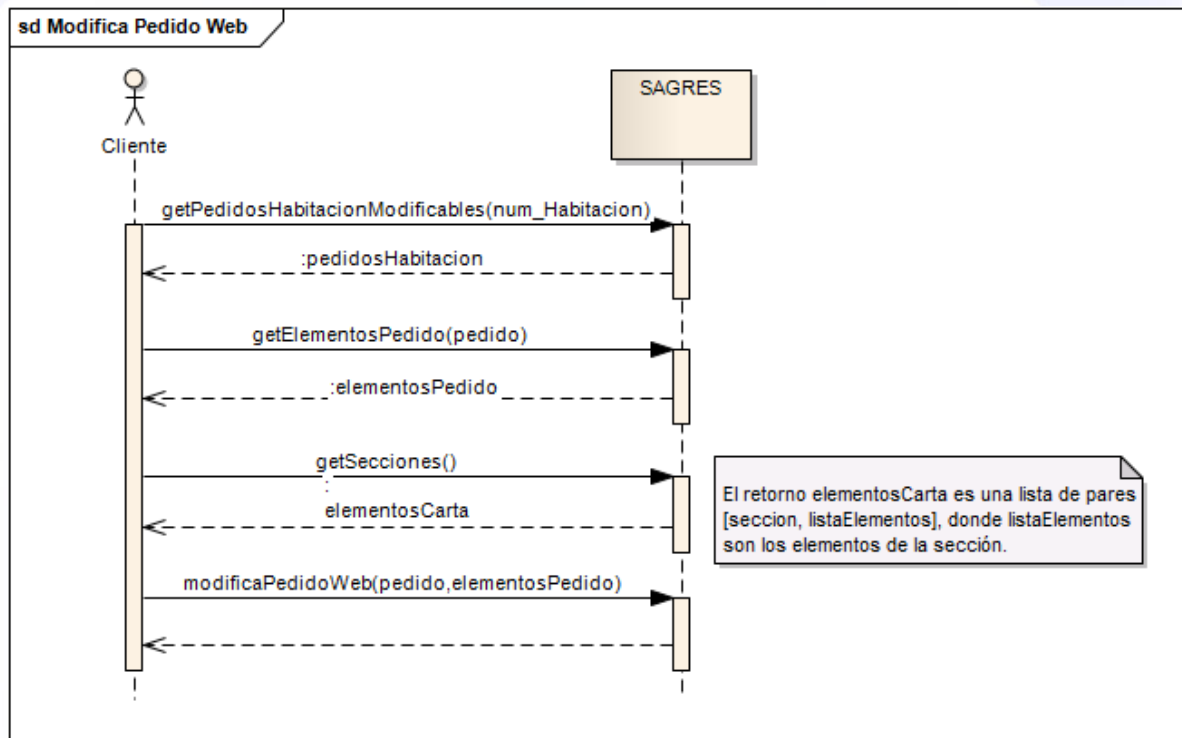 sd Modifica Pedido Web
SAGRES
Cliente
getPedidosHabitacionModificables(num_Habitacion)
:pedidosHabitacion
getElementosPedido(pedido)
:elementosPedido
getSecciones()
:
elementosCarta
El retorno elementosCarta es una lista de pares
[seccion, listaElementos], donde listaElementos
son los elementos de la sección.
modificaPedidoWeb(pedido,elementosPedido)